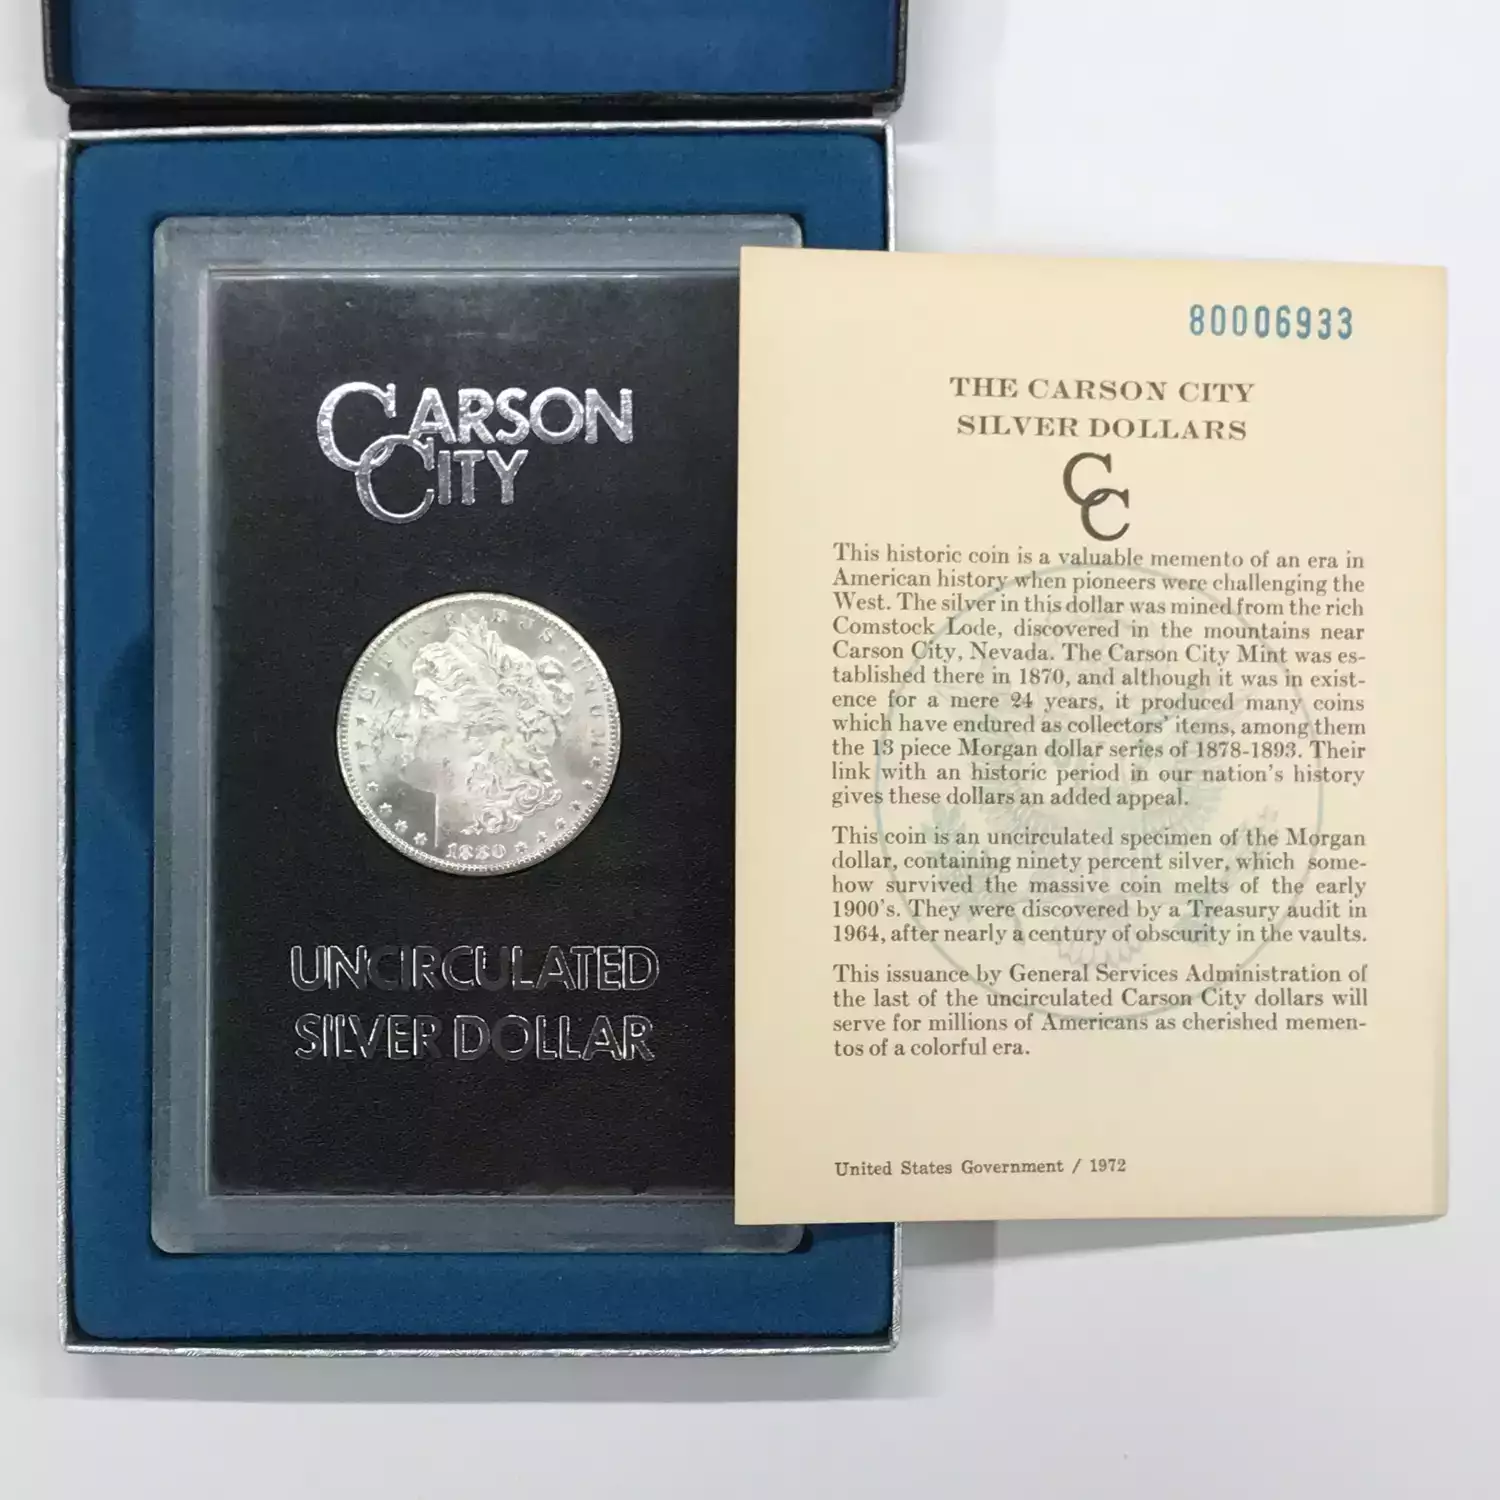 CARSON
CITY
E·PLURIBUS·UNUM
1880
UNCIRCULATED
SILVER DOLLAR
80006933
THE CARSON CITY
SILVER DOLLARS
CC
This historic coin is a valuable memento of an era in
American history when pioneers were challenging the
West. The silver in this dollar was mined from the rich
Comstock Lode, discovered in the mountains near
Carson City, Nevada. The Carson City Mint was es-
tablished there in 1870, and although it was in exist-
ence for a mere 24 years, it produced many coins
which have endured as collectors' items, among them
the 13 piece Morgan dollar series of 1878-1893. Their
link with an historic period in our nation's history
gives these dollars an added appeal.
This coin is an uncirculated specimen of the Morgan
dollar, containing ninety percent silver, which some-
how survived the massive coin melts of the early
1900's. They were discovered by a Treasury audit in
1964, after nearly a century of obscurity in the vaults.
This issuance by General Services Administration of
the last of the uncirculated Carson City dollars will
serve for millions of Americans as cherished memen-
tos of a colorful era.
United States Government / 1972